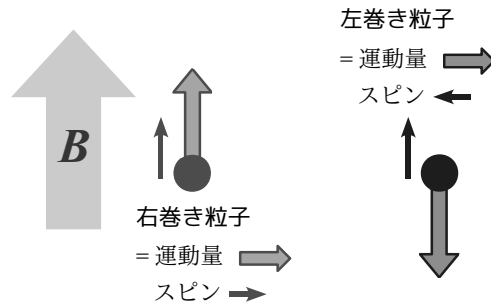 B
右巻き粒子
= 運動量
スピン
左巻き粒子
= 運動量
スピン